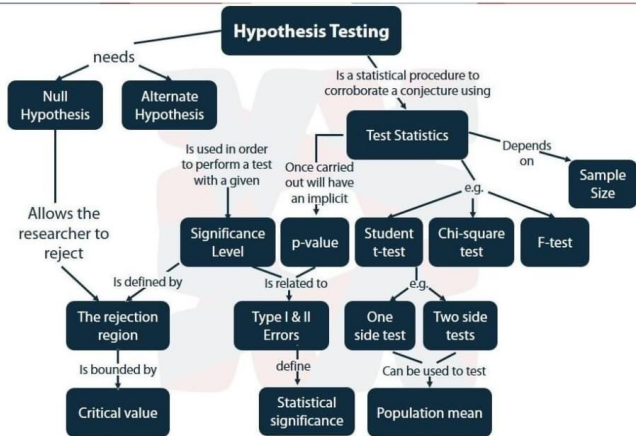 Hypothesis Testing
needs
Is a statistical procedure to
corroborate a conjecture using
Null
Hypothesis
Alternate
Hypothesis
Test Statistics
Depends
on
Sample
Size
Is used in order
to perform a test
with a given
Once carried
out will have
an implicit
e.g.
Allows the
researcher to
reject
Significance
Level
p-value
Student
t-test
Chi-square
test
F-test
Is defined by
Is related to
e.g.
The rejection
region
Type I & II
Errors
One
side test
Two side
tests
Is bounded by
define
Can be used to test
Critical value
Statistical
significance
Population mean